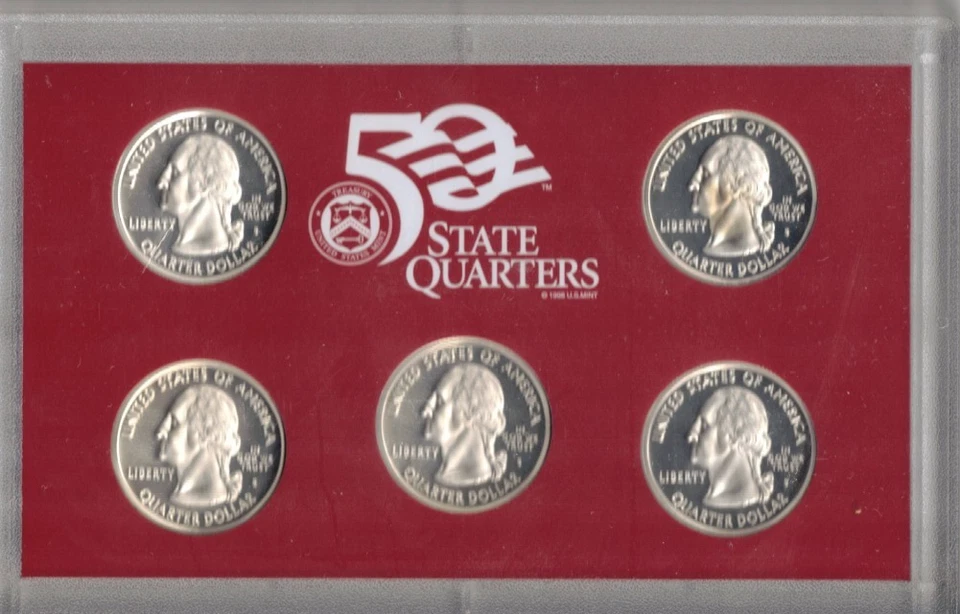 UNITED STATES OF AMERICA
LIBERTY
IN
GOD WE
TRUST
S
QUARTER DOLLAR
50
TM
TREASURY
UNITED STATES MINT
STATE
QUARTERS
© 1998 U.S. MINT
UNITED STATES OF AMERICA
LIBERTY
IN
GOD WE
TRUST
S
QUARTER DOLLAR
UNITED STATES OF AMERICA
LIBERTY
IN
GOD WE
TRUST
S
QUARTER DOLLAR
UNITED STATES OF AMERICA
LIBERTY
IN
GOD WE
TRUST
S
QUARTER DOLLAR
UNITED STATES OF AMERICA
LIBERTY
IN
GOD WE
TRUST
S
QUARTER DOLLAR